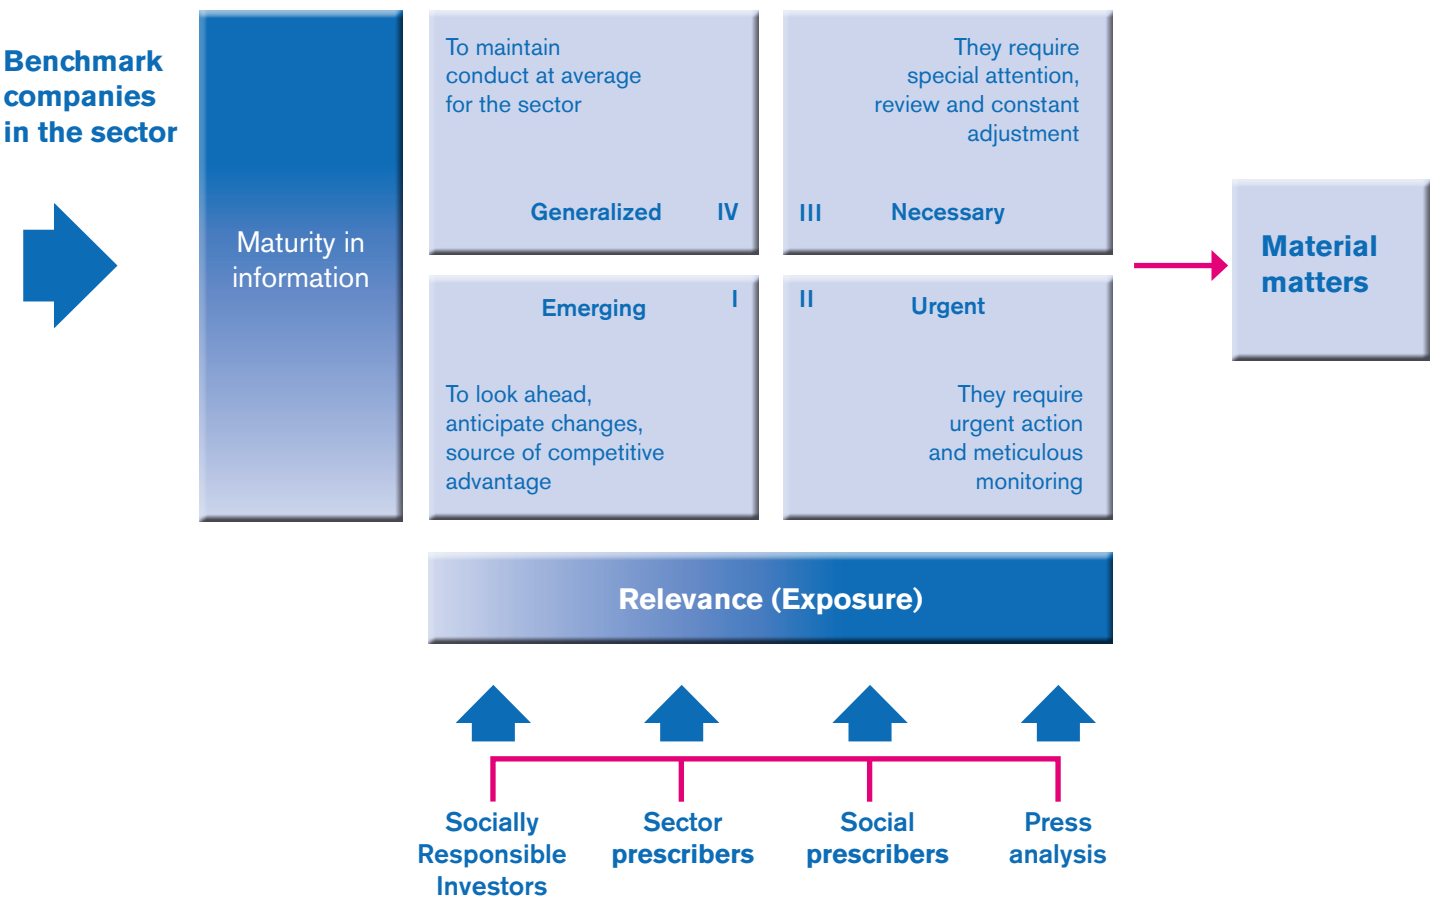 Benchmark
companies
in the sector
Maturity in
information
To maintain
conduct at average
for the sector
Generalized IV
They require
special attention,
review and constant
adjustment
III Necessary
Emerging I
To look ahead,
anticipate changes,
source of competitive
advantage
II Urgent
They require
urgent action
and meticulous
monitoring
Material
matters
Relevance (Exposure)
Socially
Responsible
Investors
Sector
prescribers
Social
prescribers
Press
analysis